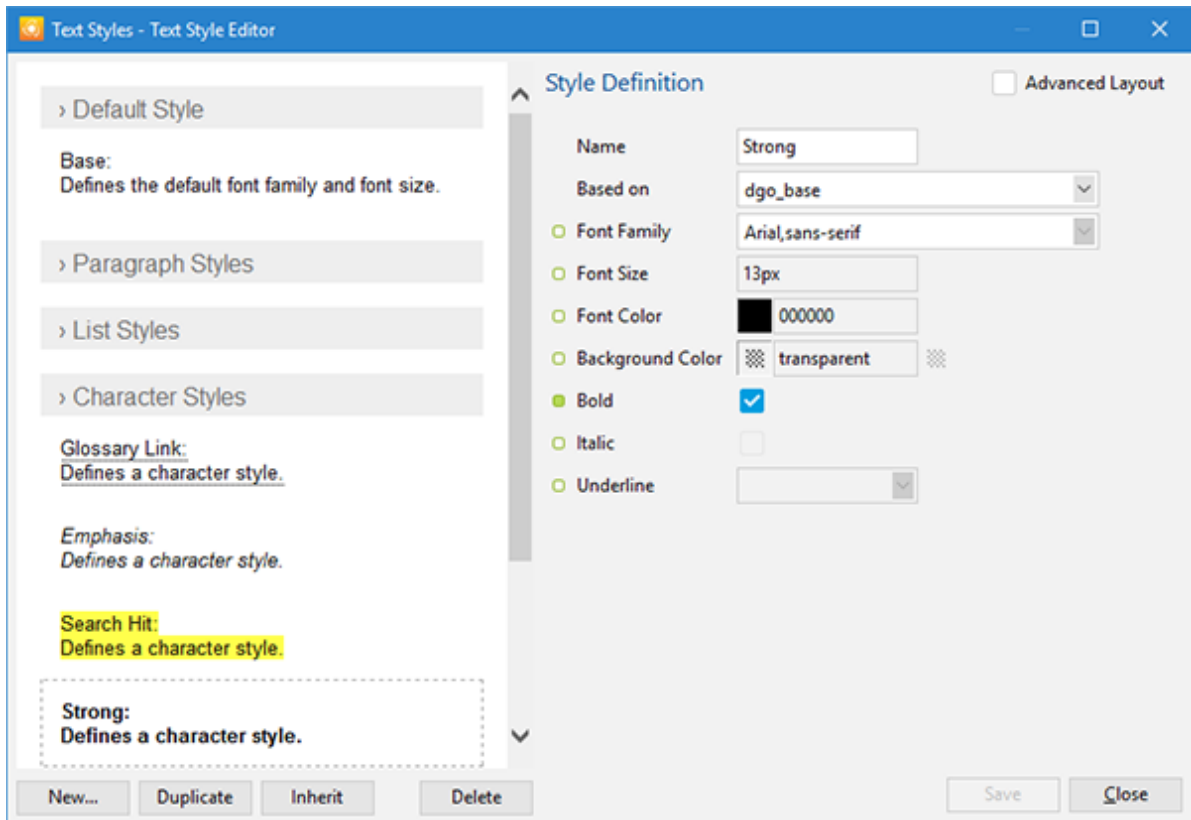 Text Styles - Text Style Editor
› Default Style
Base:
Defines the default font family and font size.
› Paragraph Styles
› List Styles
› Character Styles
Glossary Link:
Defines a character style.
Emphasis:
Defines a character style.
Search Hit:
Defines a character style.
Strong:
Defines a character style.
New...
Duplicate
Inherit
Delete
Style Definition
Advanced Layout
Name
Strong
Based on
dgo_base
Font Family
Arial,sans-serif
Font Size
13px
Font Color
000000
Background Color
transparent
Bold
Italic
Underline
Save
Close